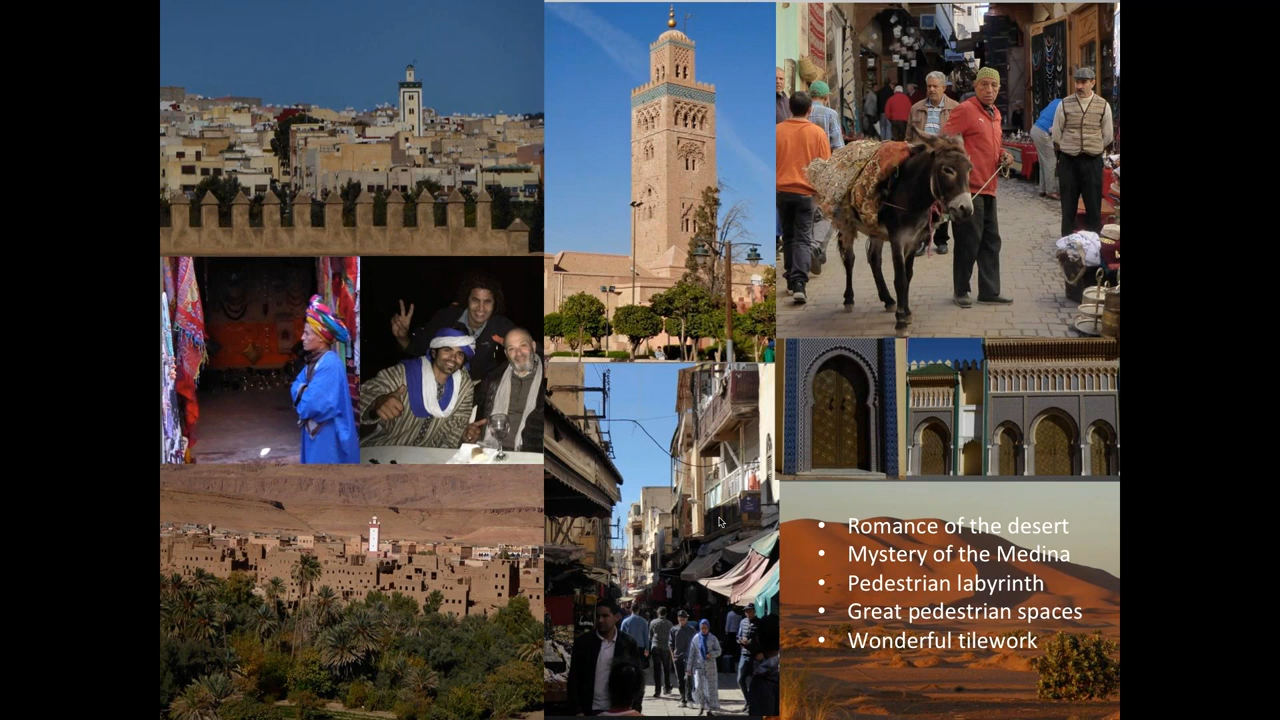 • Romance of the desert
• Mystery of the Medina
• Pedestrian labyrinth
• Great pedestrian spaces
• Wonderful tilework